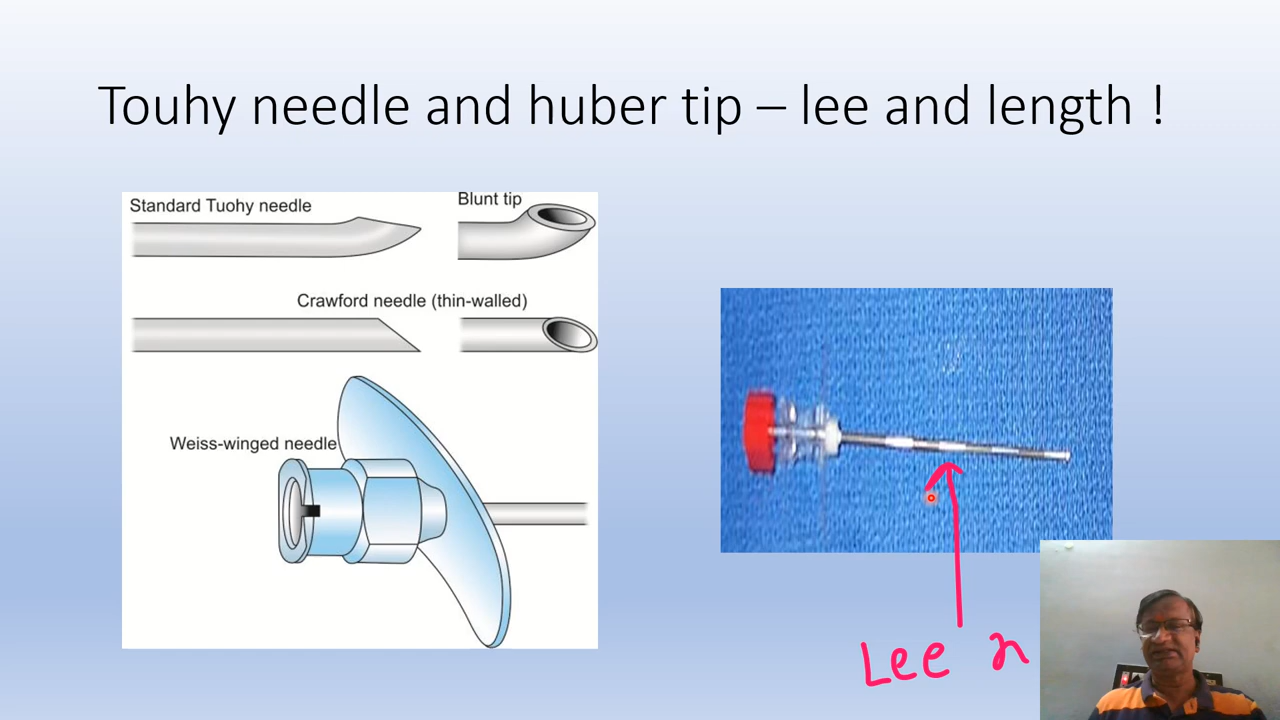 Touhy needle and huber tip – lee and length !
Standard Tuohy needle
Blunt tip
Crawford needle (thin-walled)
Weiss-winged needle
Lee n